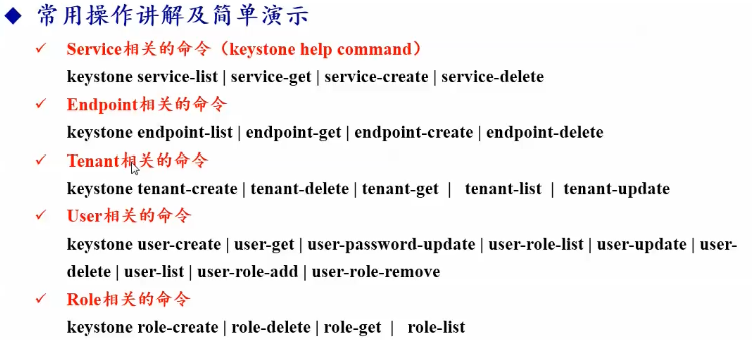 常用操作讲解及简单演示
Service相关的命令（keystone help command）
keystone service-list | service-get | service-create | service-delete
Endpoint相关的命令
keystone endpoint-list | endpoint-get | endpoint-create | endpoint-delete
Tenant相关的命令
keystone tenant-create | tenant-delete | tenant-get | tenant-list | tenant-update
User相关的命令
keystone user-create | user-get | user-password-update | user-role-list | user-update | user-
delete | user-list | user-role-add | user-role-remove
Role相关的命令
keystone role-create | role-delete | role-get | role-list